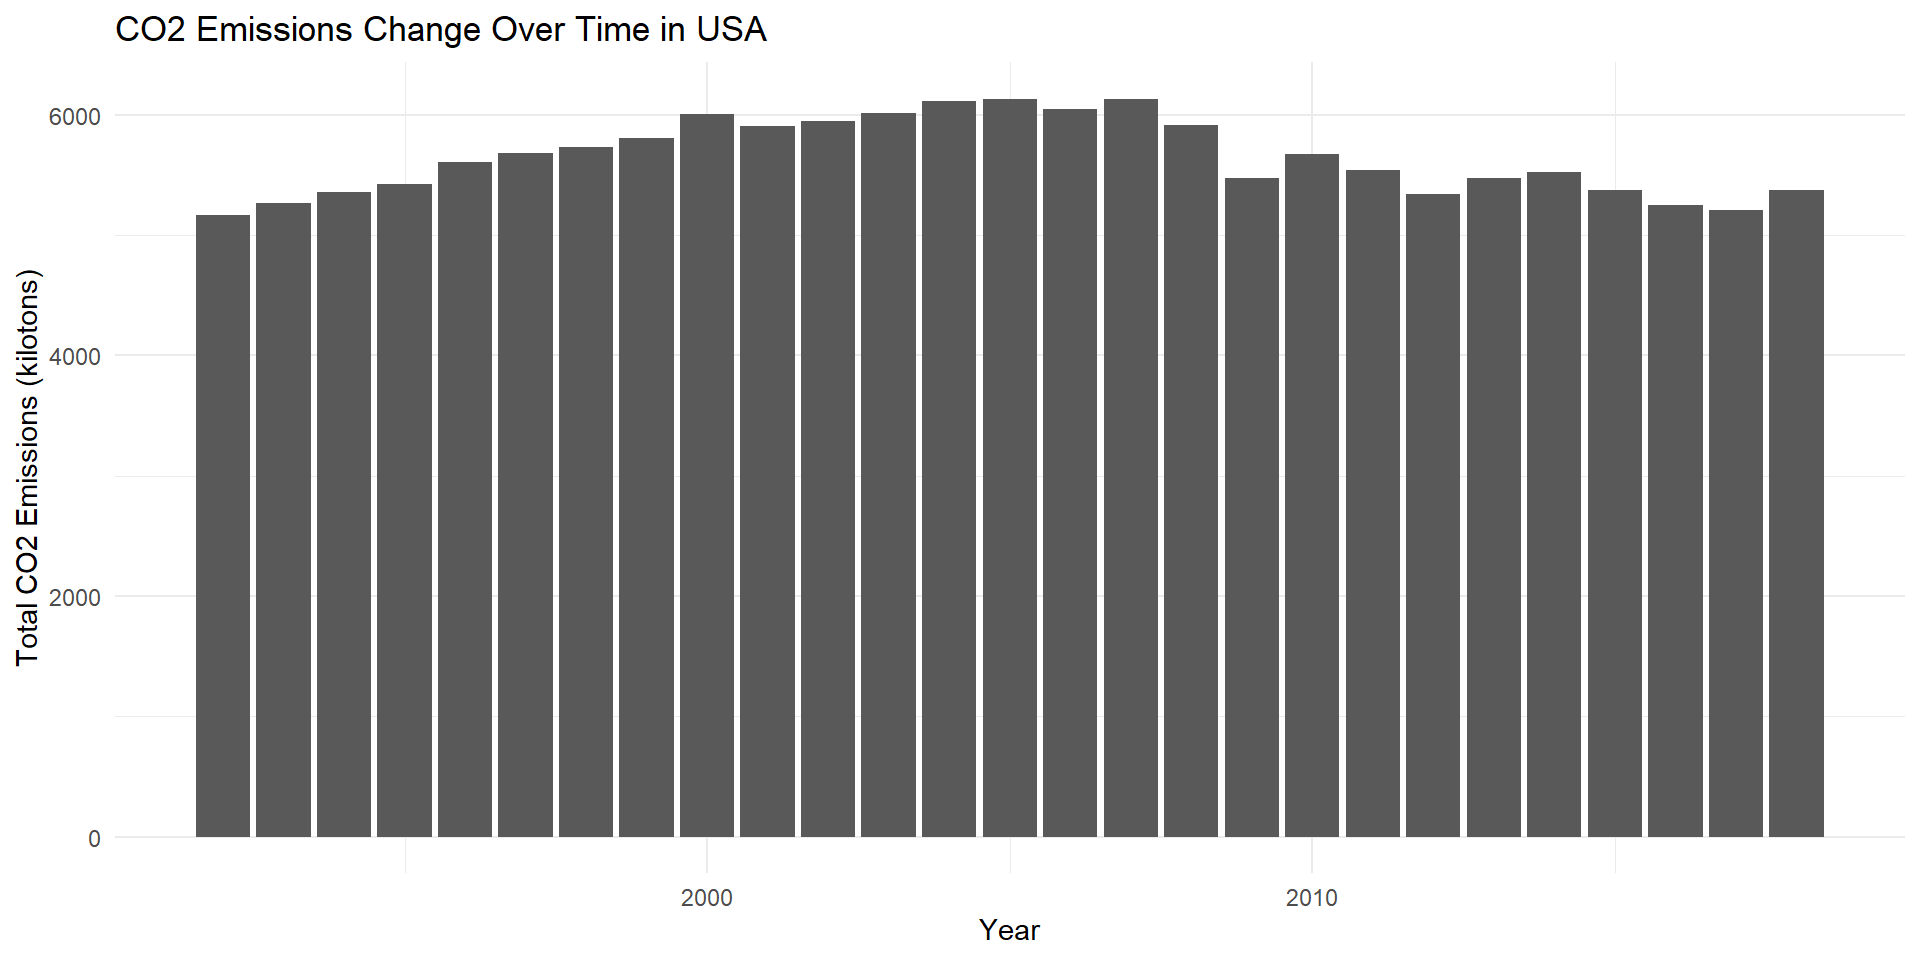 CO2 Emissions Change Over Time in USA
Total CO2 Emissions (kilotons)
6000
4000
2000
0
2000
2010
Year